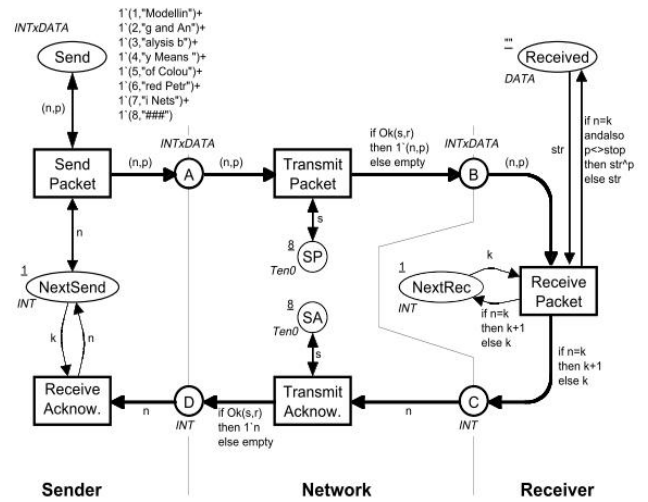 INTxDATA
Send
1`(1,"Modellin")+
1`(2,"g and An")+
1`(3,"alysis b")+
1`(4,"y Means ")+
1`(5,"of Colou")+
1`(6,"red Petr")+
1`(7,"i Nets")+
1`(8,"###")
""
Received
DATA
(n,p)
Send
Packet
(n,p)
INTxDATA
A
(n,p)
Transmit
Packet
if Ok(s,r)
then 1`(n,p)
else empty
INTxDATA
B
(n,p)
str
if n=k
andalso
p<>stop
then str^p
else str
n
s
8
SP
Ten0
1
NextSend
INT
8
SA
Ten0
1
NextRec
INT
k
if n=k
then k+1
else k
Receive
Packet
k
n
s
if n=k
then k+1
else k
Receive
Acknow.
n
D
INT
if Ok(s,r)
then 1`n
else empty
Transmit
Acknow.
n
C
INT
Sender
Network
Receiver